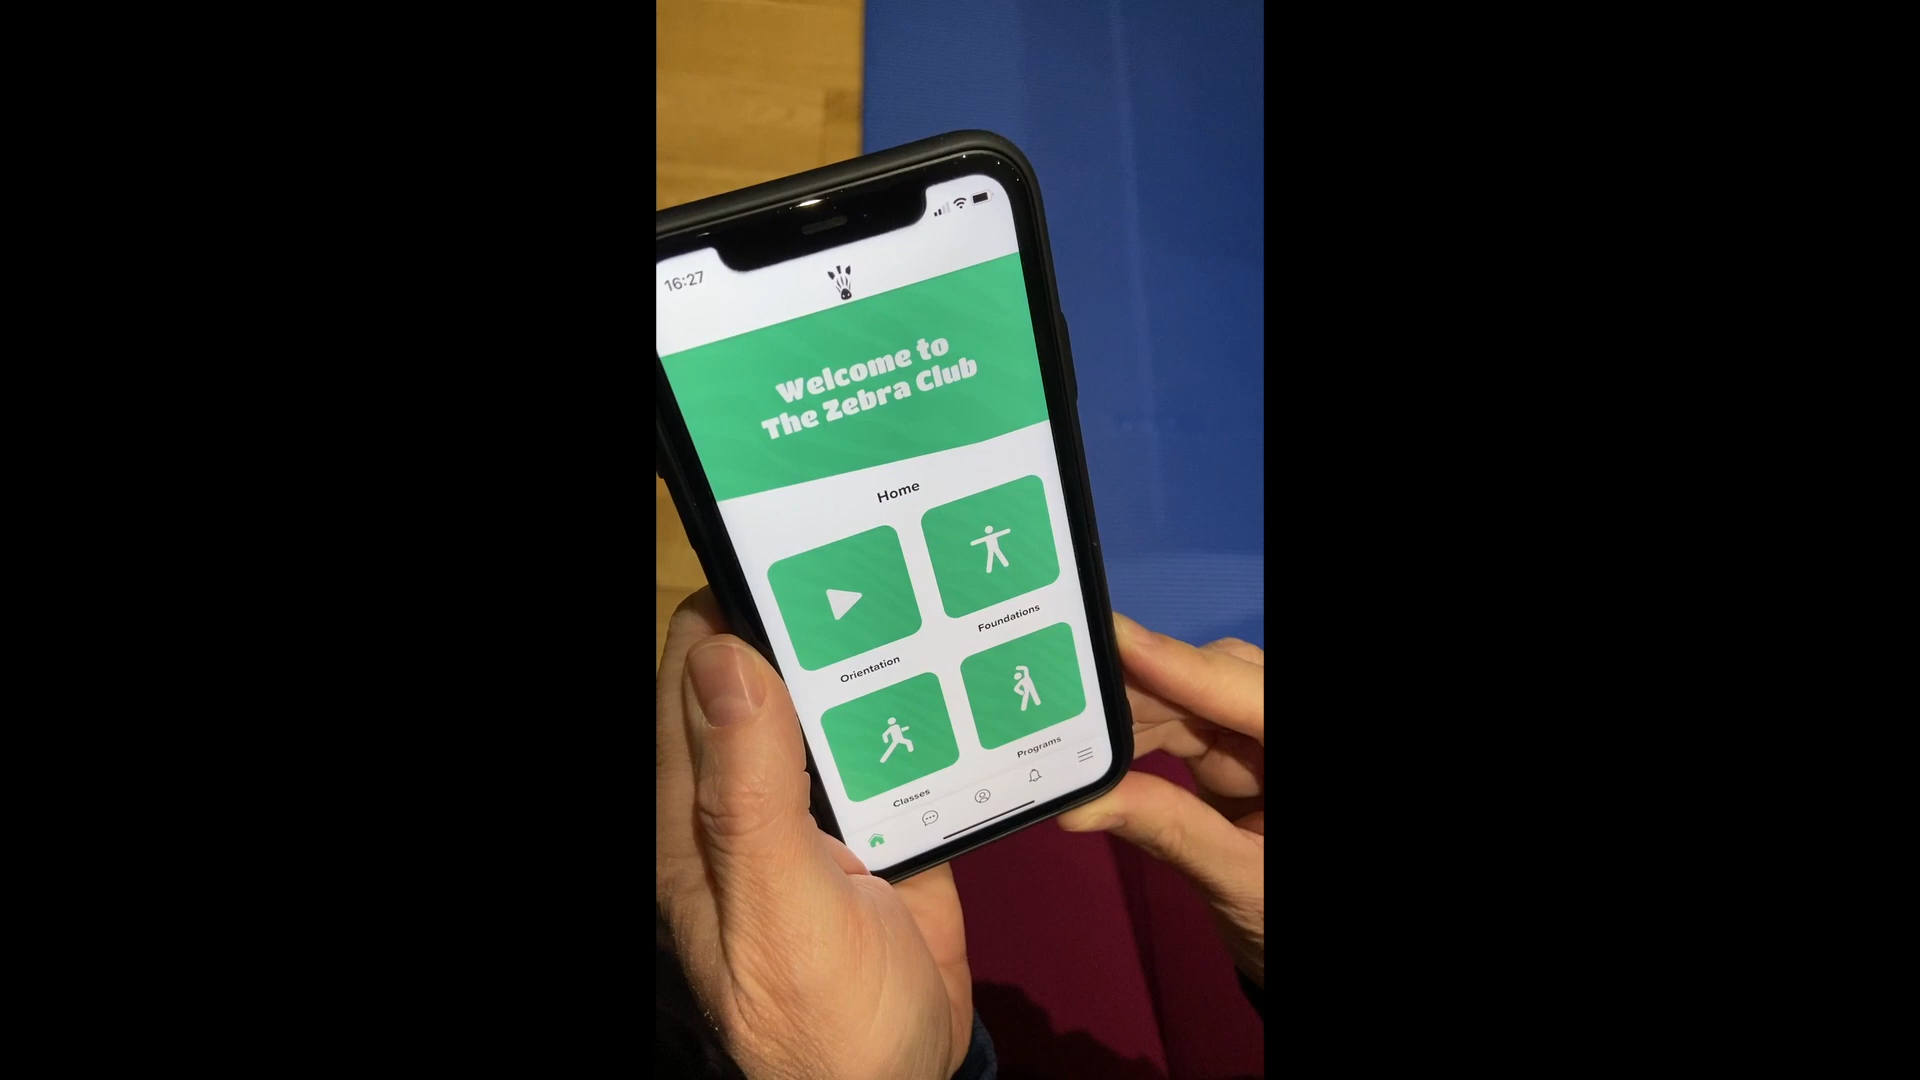 16:27
Welcome to
The Zebra Club
Home
Orientation
Foundations
Classes
Programs